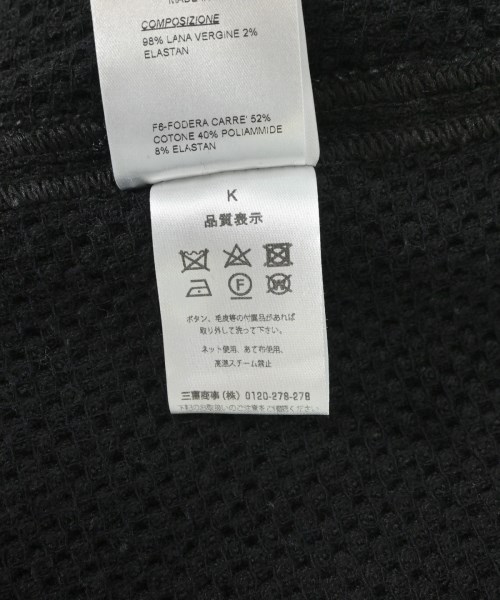 MADE IN
COMPOSIZIONE
98% LANA VERGINE 2%
ELASTAN
F6-FODERA CARRE' 52%
COTONE 40% POLIAMMIDE
8% ELASTAN
K
品質表示
F
W
ボタン、毛皮等の付属品があれば
取り外して洗って下さい。
ネット使用、あて布使用、
高温スチーム禁止
三喜商事(株) 0120-278-278